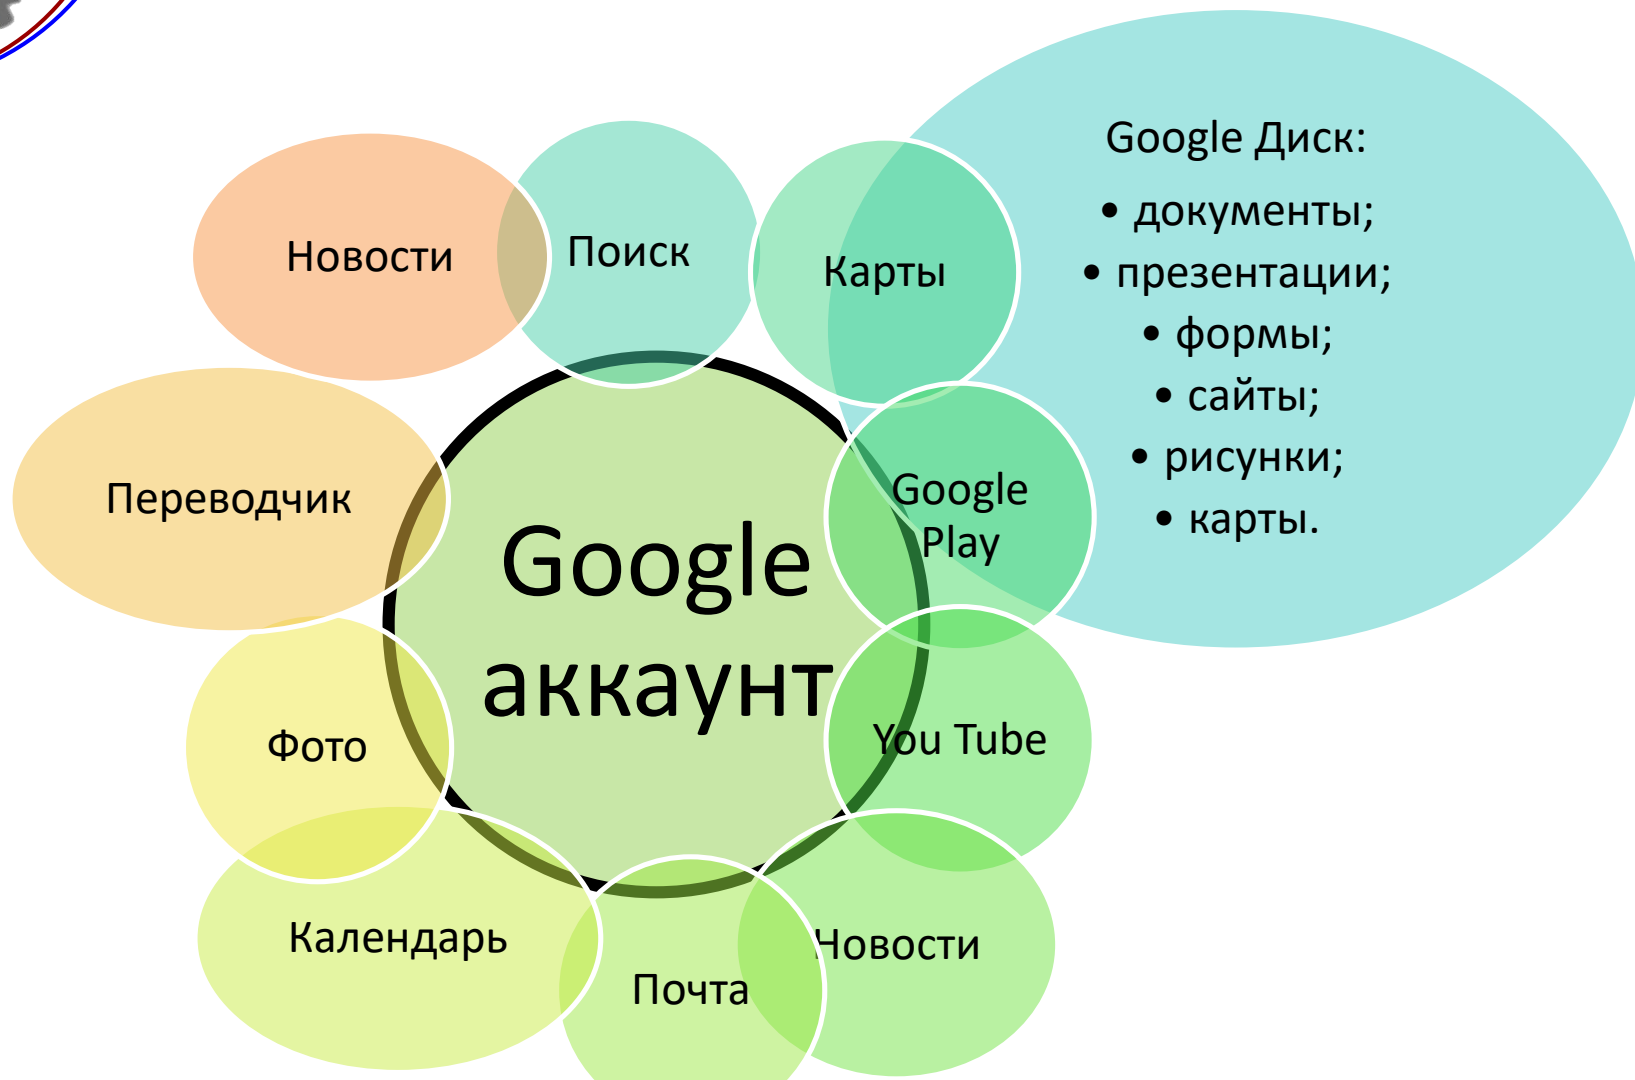 Google Диск:
• документы;
• презентации;
• формы;
• сайты;
• рисунки;
• карты.
Новости
Поиск
Карты
Переводчик
Google
Play
Google
аккаунт
Фото
You Tube
Календарь
Новости
Почта